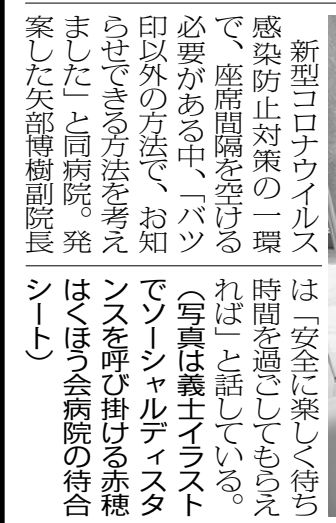 新型コロナウイルス
感染防止対策の一環
で、座席間隔を空ける
必要がある中、「バツ
印以外の方法で、お知
らせできる方法を考え
ました」と同病院。発
案した矢部博樹副院長
は「安全に楽しく待ち
時間を過ごしてもらえ
れば」と話している。
(写真は義士イラスト
でソーシャルディスタ
ンスを呼び掛ける赤穂
はくほう会病院の待合
シート)